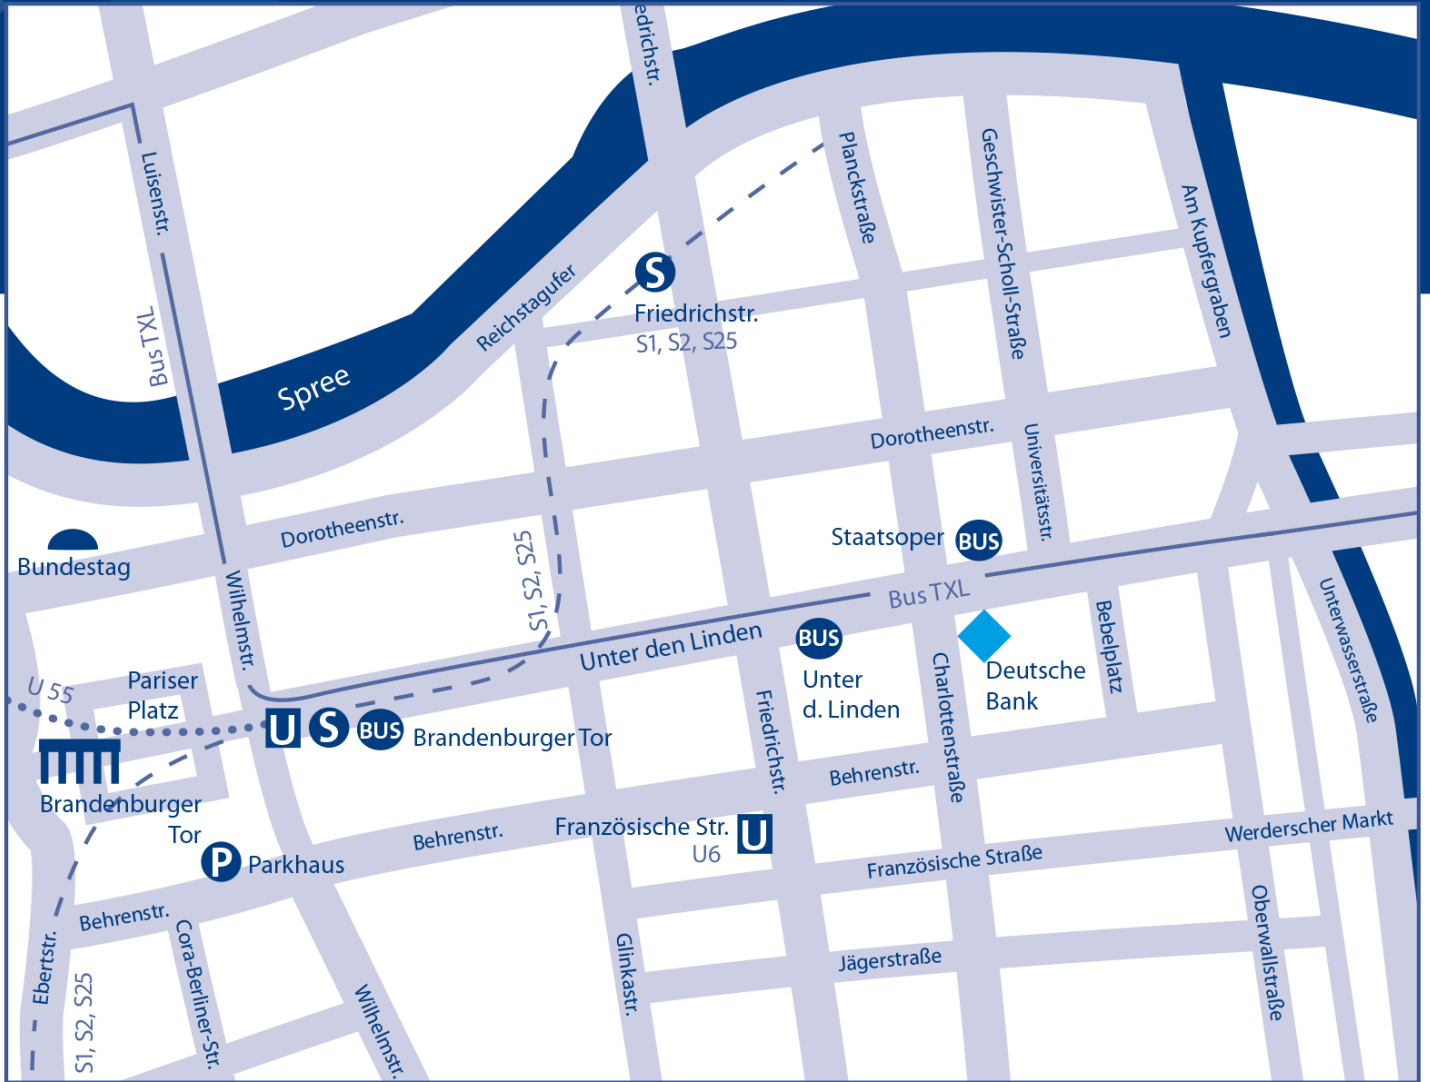 edrichstr.
Luisenstr.
Bus TXL
Planckstraße
Geschwister-Scholl-Straße
Am Kupfergraben
Reichstagufer
S
Friedrichstr.
S1, S2, S25
Spree
Dorotheenstr.
Universitätsstr.
Dorotheenstr.
Staatsoper
BUS
Bundestag
S1, S2, S25
Wilhelmstr.
Bus TXL
Unter den Linden
BUS
Unter
d. Linden
Deutsche
Bank
Bebelplatz
Unterwasserstraße
U 55
Pariser
Platz
U
S
BUS
Brandenburger Tor
Charlottenstraße
Friedrichstr.
Behrenstr.
Brandenburger
Tor
P
Parkhaus
Behrenstr.
Französische Str.
U
U6
Französische Straße
Werderscher Markt
Behrenstr.
Ebertstr.
Cora-Berliner-Str.
S1, S2, S25
Wilhelmstr.
Glinkastr.
Jägerstraße
Oberwallstraße